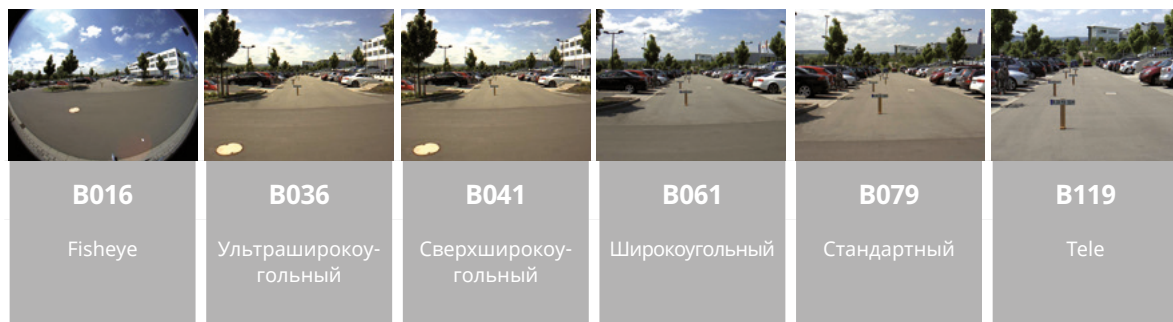 B016
B036
B041
B061
B079
B119
Fisheye
Ультраширокоу-
гольный
Сверхширокоу-
гольный
Широкоугольный
Стандартный
Tele